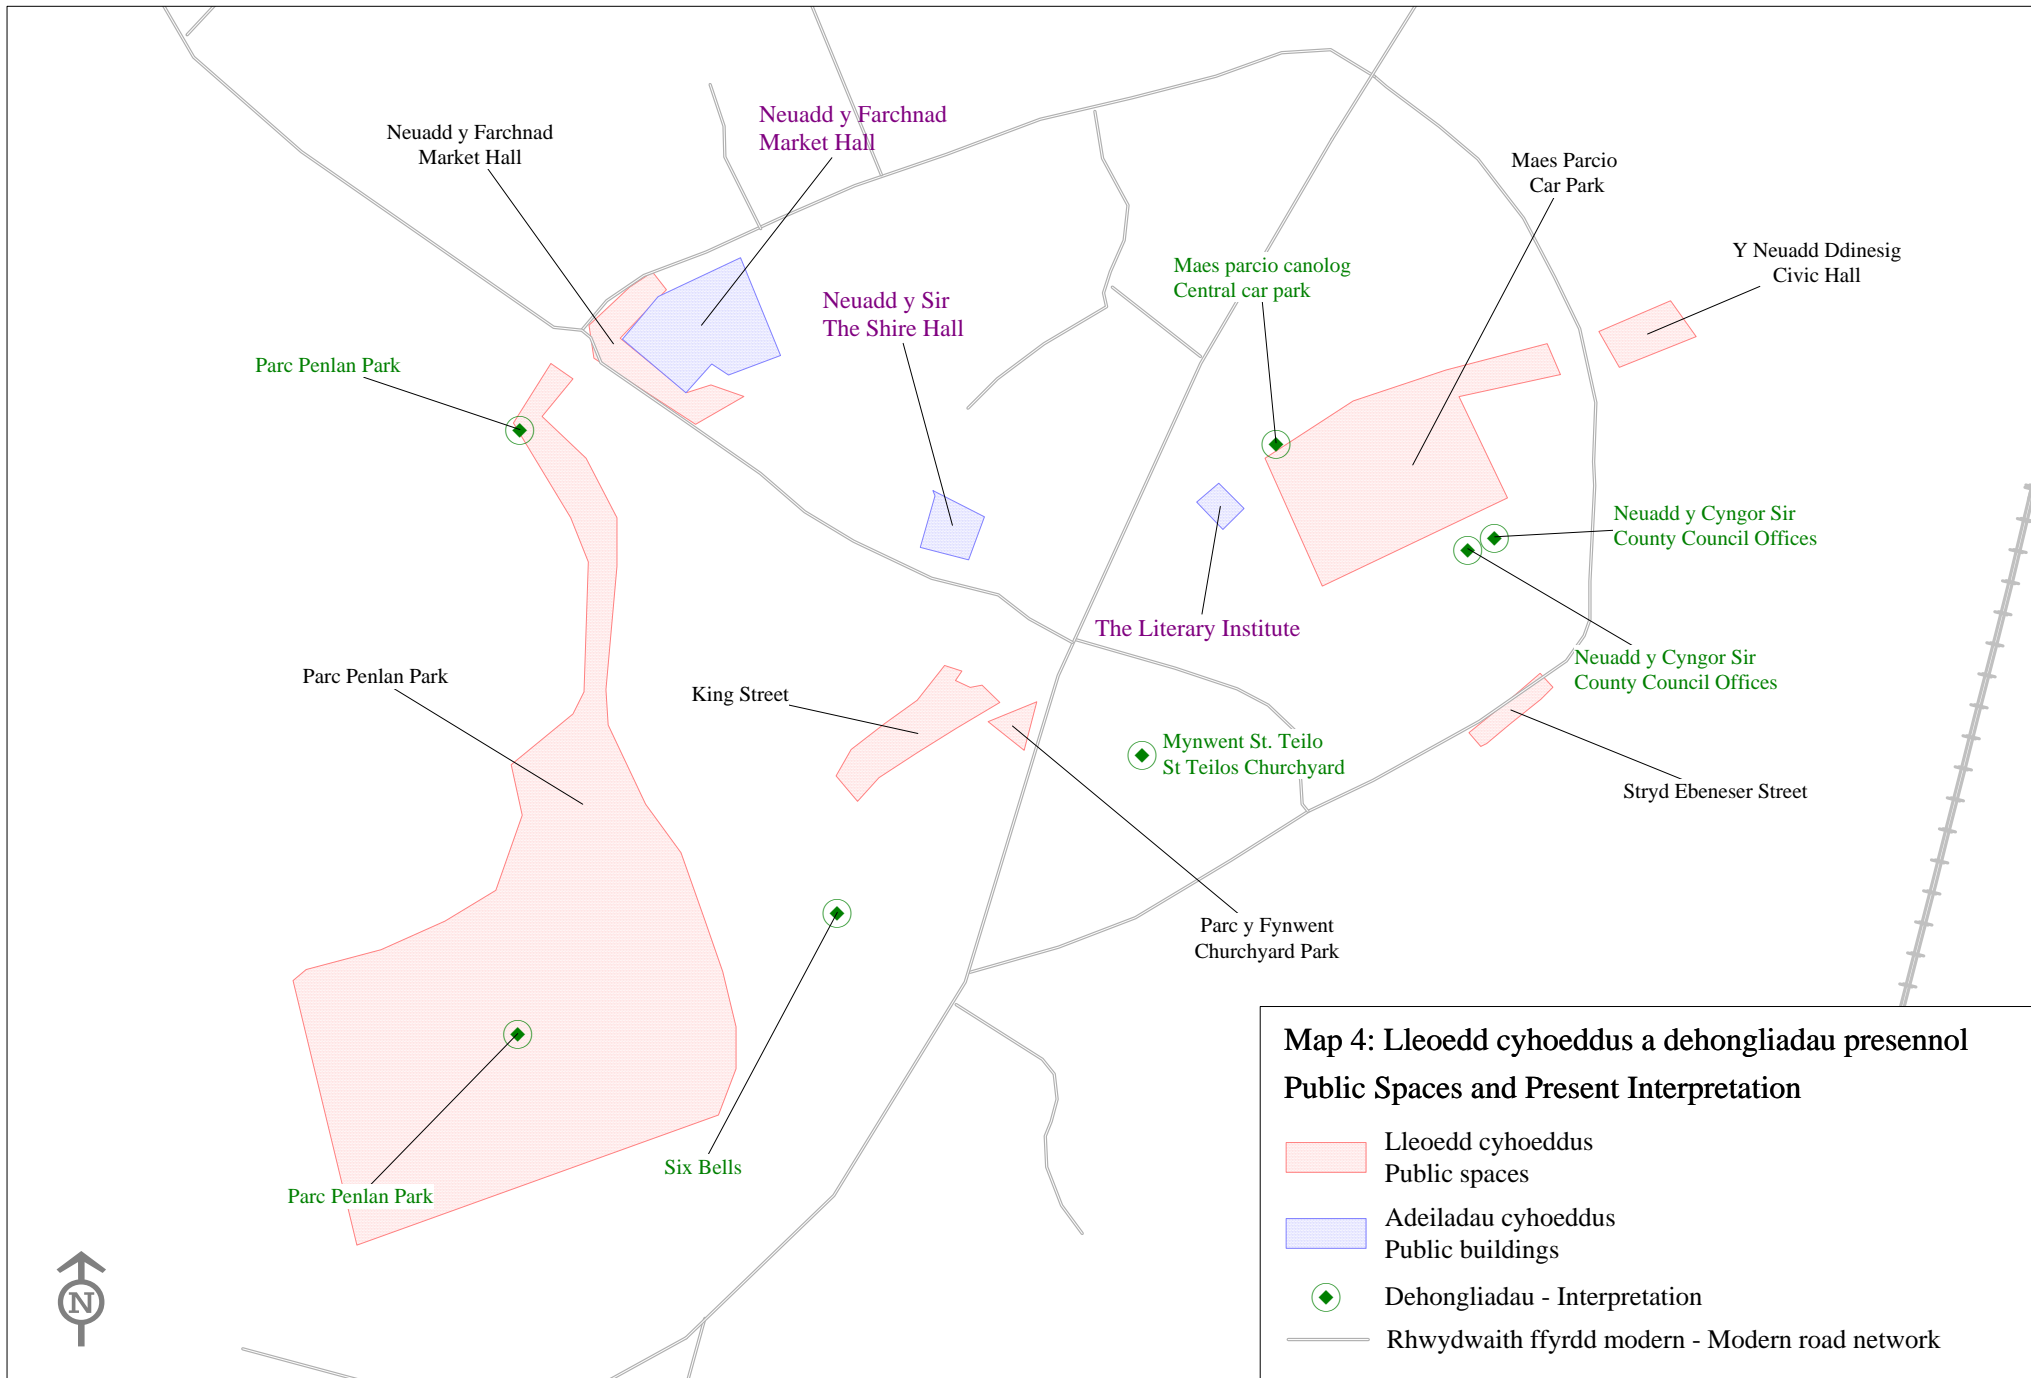 Neuadd y Farchnad
Market Hall
Neuadd y Farchnad
Market Hall
Maes Parcio
Car Park
Y Neuadd Ddinesig
Civic Hall
Maes parcio canolog
Central car park
Neuadd y Sir
The Shire Hall
Parc Penlan Park
Neuadd y Cyngor Sir
County Council Offices
The Literary Institute
Neuadd y Cyngor Sir
County Council Offices
Parc Penlan Park
King Street
Mynwent St. Teilo
St Teilos Churchyard
Stryd Ebeneser Street
Parc y Fynwent
Churchyard Park
Six Bells
Parc Penlan Park
N
Map 4: Lleoedd cyhoeddus a dehongliadau presennol
Public Spaces and Present Interpretation
Lleoedd cyhoeddus
Public spaces
Adeiladau cyhoeddus
Public buildings
Dehongliadau - Interpretation
Rhwydwaith ffyrdd modern - Modern road network